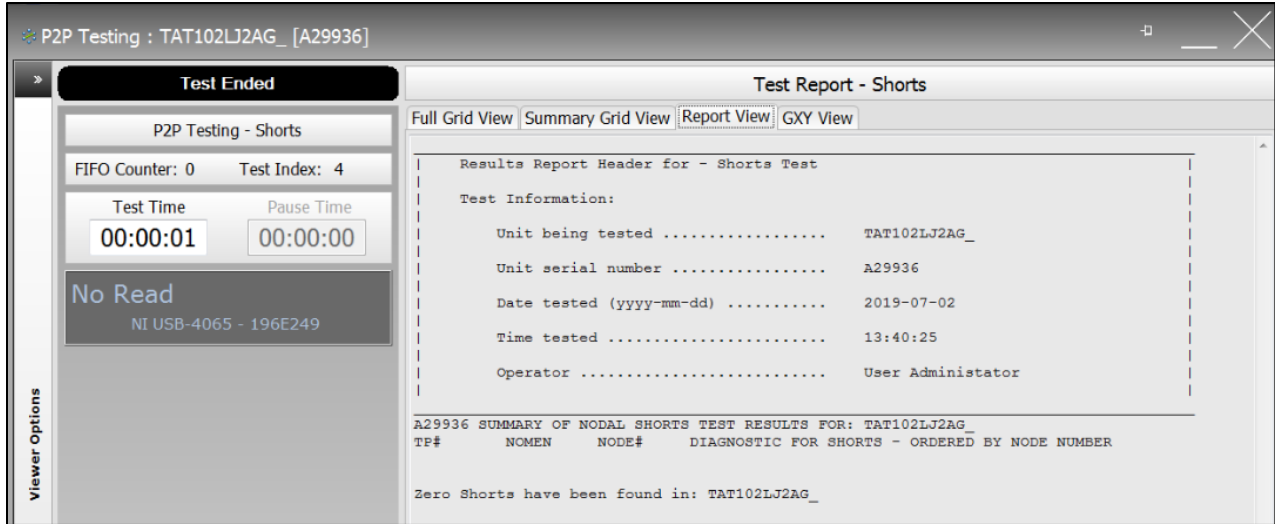 P2P Testing : TAT102LJ2AG_ [A29936]
»
Test Ended
P2P Testing - Shorts
FIFO Counter: 0 Test Index: 4
Test Time Pause Time
00:00:01 00:00:00
No Read
NI USB-4065 - 196E249
Viewer Options
Test Report - Shorts
Full Grid View Summary Grid View Report View GXY View
Results Report Header for - Shorts Test
Test Information:
Unit being tested .................. TAT102LJ2AG_
Unit serial number ................. A29936
Date tested (yyyy-mm-dd) ........... 2019-07-02
Time tested ........................ 13:40:25
Operator ........................... User Administator
A29936 SUMMARY OF NODAL SHORTS TEST RESULTS FOR: TAT102LJ2AG_
TP# NOMEN NODE# DIAGNOSTIC FOR SHORTS - ORDERED BY NODE NUMBER
Zero Shorts have been found in: TAT102LJ2AG_